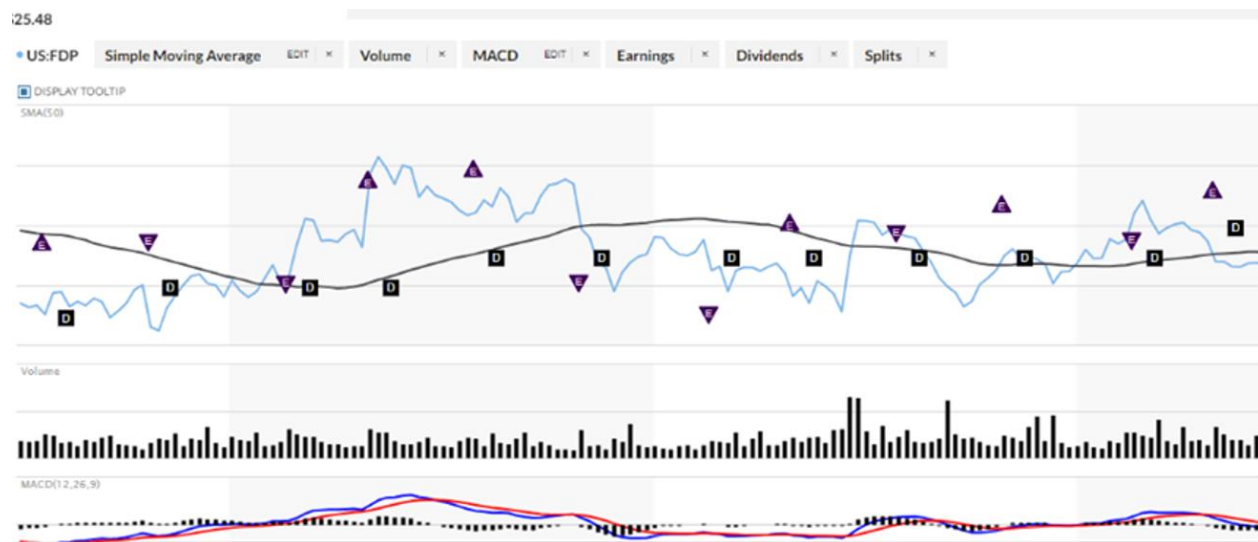 $25.48
US:FDP Simple Moving Average EDIT × Volume × MACD EDIT × Earnings × Dividends × Splits ×
DISPLAY TOOLTIP
SMA(50)
E E E E E E E E E E E E E
D D D D D D D D D D D D
Volume
MACD(12,26,9)